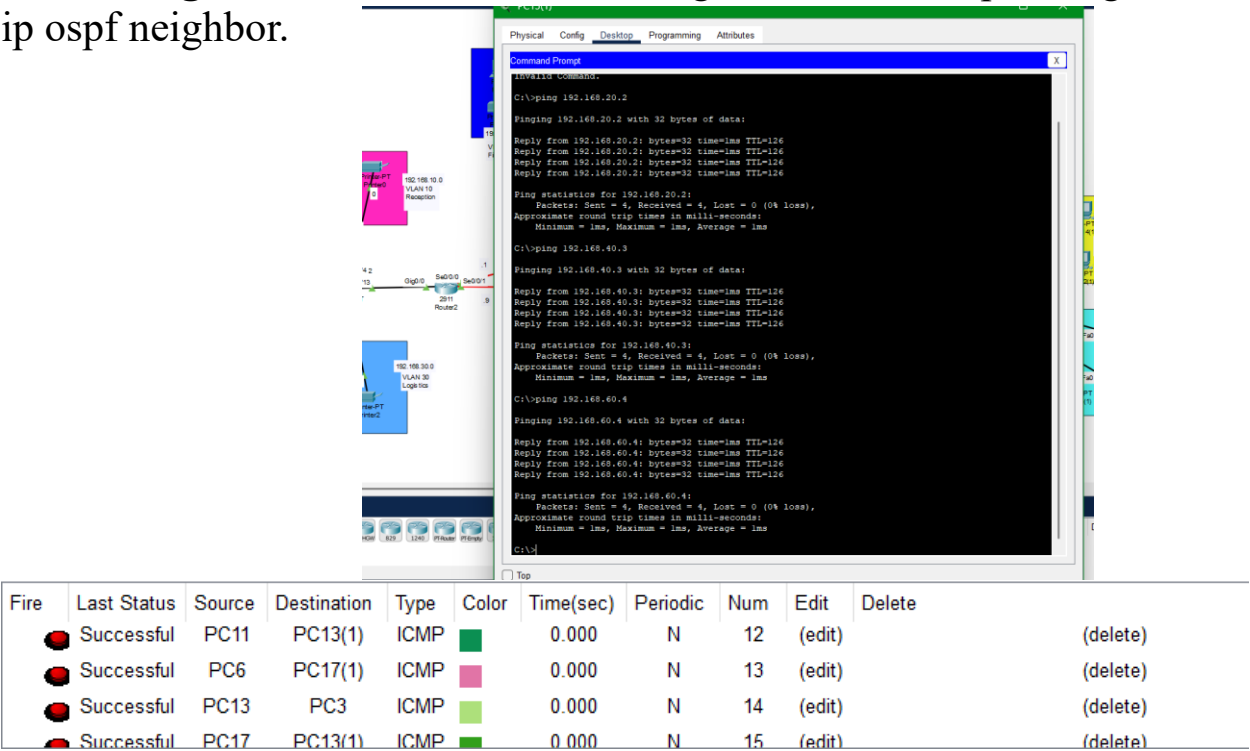 ip ospf neighbor.
PC13(1)
Physical Config Desktop Programming Attributes
Command Prompt X
Invalid Command.
C:\>ping 192.168.20.2
Pinging 192.168.20.2 with 32 bytes of data:
Reply from 192.168.20.2: bytes=32 time=1ms TTL=126
Reply from 192.168.20.2: bytes=32 time=1ms TTL=126
Reply from 192.168.20.2: bytes=32 time=1ms TTL=126
Reply from 192.168.20.2: bytes=32 time=1ms TTL=126
Ping statistics for 192.168.20.2:
Packets: Sent = 4, Received = 4, Lost = 0 (0% loss),
Approximate round trip times in milli-seconds:
Minimum = 1ms, Maximum = 1ms, Average = 1ms
C:\>ping 192.168.40.3
Pinging 192.168.40.3 with 32 bytes of data:
Reply from 192.168.40.3: bytes=32 time=1ms TTL=126
Reply from 192.168.40.3: bytes=32 time=1ms TTL=126
Reply from 192.168.40.3: bytes=32 time=1ms TTL=126
Reply from 192.168.40.3: bytes=32 time=1ms TTL=126
Ping statistics for 192.168.40.3:
Packets: Sent = 4, Received = 4, Lost = 0 (0% loss),
Approximate round trip times in milli-seconds:
Minimum = 1ms, Maximum = 1ms, Average = 1ms
C:\>ping 192.168.60.4
Pinging 192.168.60.4 with 32 bytes of data:
Reply from 192.168.60.4: bytes=32 time=1ms TTL=126
Reply from 192.168.60.4: bytes=32 time=1ms TTL=126
Reply from 192.168.60.4: bytes=32 time=1ms TTL=126
Reply from 192.168.60.4: bytes=32 time=1ms TTL=126
Ping statistics for 192.168.60.4:
Packets: Sent = 4, Received = 4, Lost = 0 (0% loss),
Approximate round trip times in milli-seconds:
Minimum = 1ms, Maximum = 1ms, Average = 1ms
C:\>
Top
192.168.10.0
VLAN 10
Reception
Printer0
Gig0/0 Se0/0/0 Se0/0/1
.1
.9
2911
Router2
192.168.30.0
VLAN 30
Logistics
829 1240 PT-Router PT-Empty
Fire Last Status Source Destination Type Color Time(sec) Periodic Num Edit Delete
Successful PC11 PC13(1) ICMP 0.000 N 12 (edit) (delete)
Successful PC6 PC17(1) ICMP 0.000 N 13 (edit) (delete)
Successful PC13 PC3 ICMP 0.000 N 14 (edit) (delete)
Successful PC17 PC13(1) ICMP 0.000 N 15 (edit) (delete)